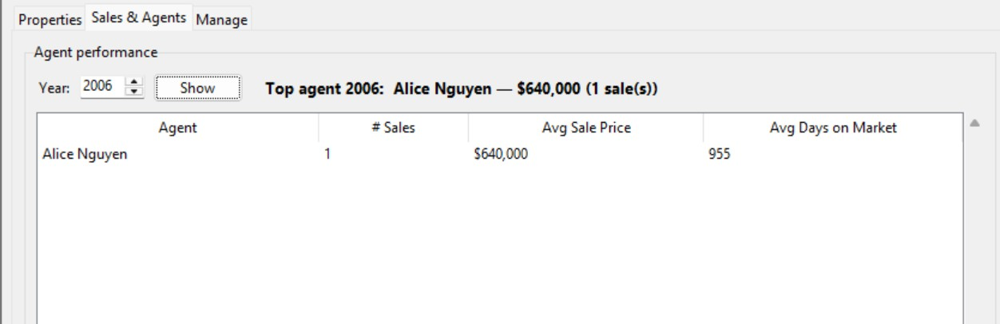 Properties Sales & Agents Manage
Agent performance
Year: 2006 Show Top agent 2006: Alice Nguyen — $640,000 (1 sale(s))
Agent # Sales Avg Sale Price Avg Days on Market
Alice Nguyen 1 $640,000 955